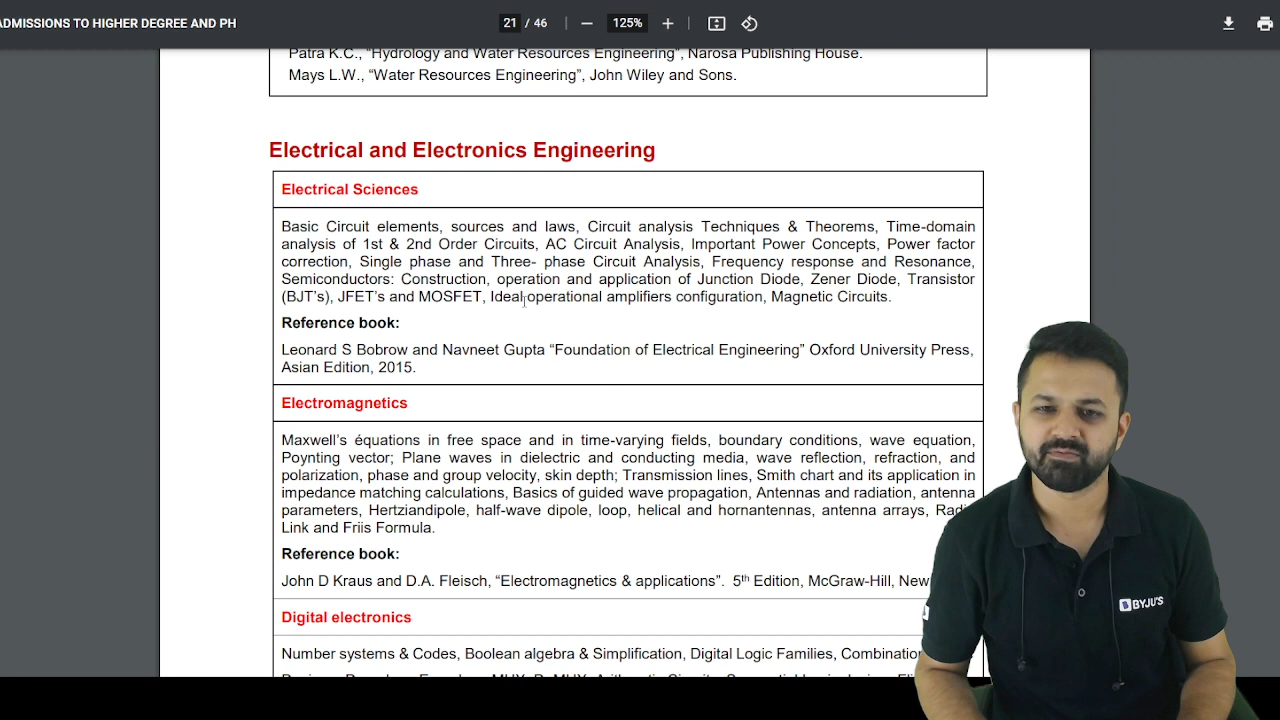 ADMISSIONS TO HIGHER DEGREE AND PH
21 / 46
125%
Patra K.C., “Hydrology and Water Resources Engineering”, Narosa Publishing House.
Mays L.W., “Water Resources Engineering”, John Wiley and Sons.
Electrical and Electronics Engineering
Electrical Sciences
Basic Circuit elements, sources and laws, Circuit analysis Techniques & Theorems, Time-domain
analysis of 1st & 2nd Order Circuits, AC Circuit Analysis, Important Power Concepts, Power factor
correction, Single phase and Three- phase Circuit Analysis, Frequency response and Resonance,
Semiconductors: Construction, operation and application of Junction Diode, Zener Diode, Transistor
(BJT’s), JFET’s and MOSFET, Ideal operational amplifiers configuration, Magnetic Circuits.
Reference book:
Leonard S Bobrow and Navneet Gupta “Foundation of Electrical Engineering” Oxford University Press,
Asian Edition, 2015.
Electromagnetics
Maxwell’s équations in free space and in time-varying fields, boundary conditions, wave equation,
Poynting vector; Plane waves in dielectric and conducting media, wave reflection, refraction, and
polarization, phase and group velocity, skin depth; Transmission lines, Smith chart and its application in
impedance matching calculations, Basics of guided wave propagation, Antennas and radiation, antenna
parameters, Hertziandipole, half-wave dipole, loop, helical and hornantennas, antenna arrays, Radi
Link and Friis Formula.
Reference book:
John D Kraus and D.A. Fleisch, “Electromagnetics & applications”. 5th Edition, McGraw-Hill, New
Digital electronics
Number systems & Codes, Boolean algebra & Simplification, Digital Logic Families, Combination
BYJU'S